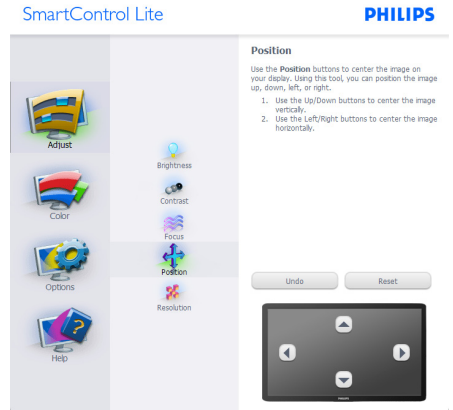 SmartControl Lite
PHILIPS
Adjust
Color
Options
Help
Brightness
Contrast
Focus
Position
Resolution
Position
Use the Position buttons to center the image on
your display. Using this tool, you can position the image
up, down, left, or right.
1. Use the Up/Down buttons to center the image
vertically.
2. Use the Left/Right buttons to center the image
horizontally.
Undo
Reset
PHILIPS